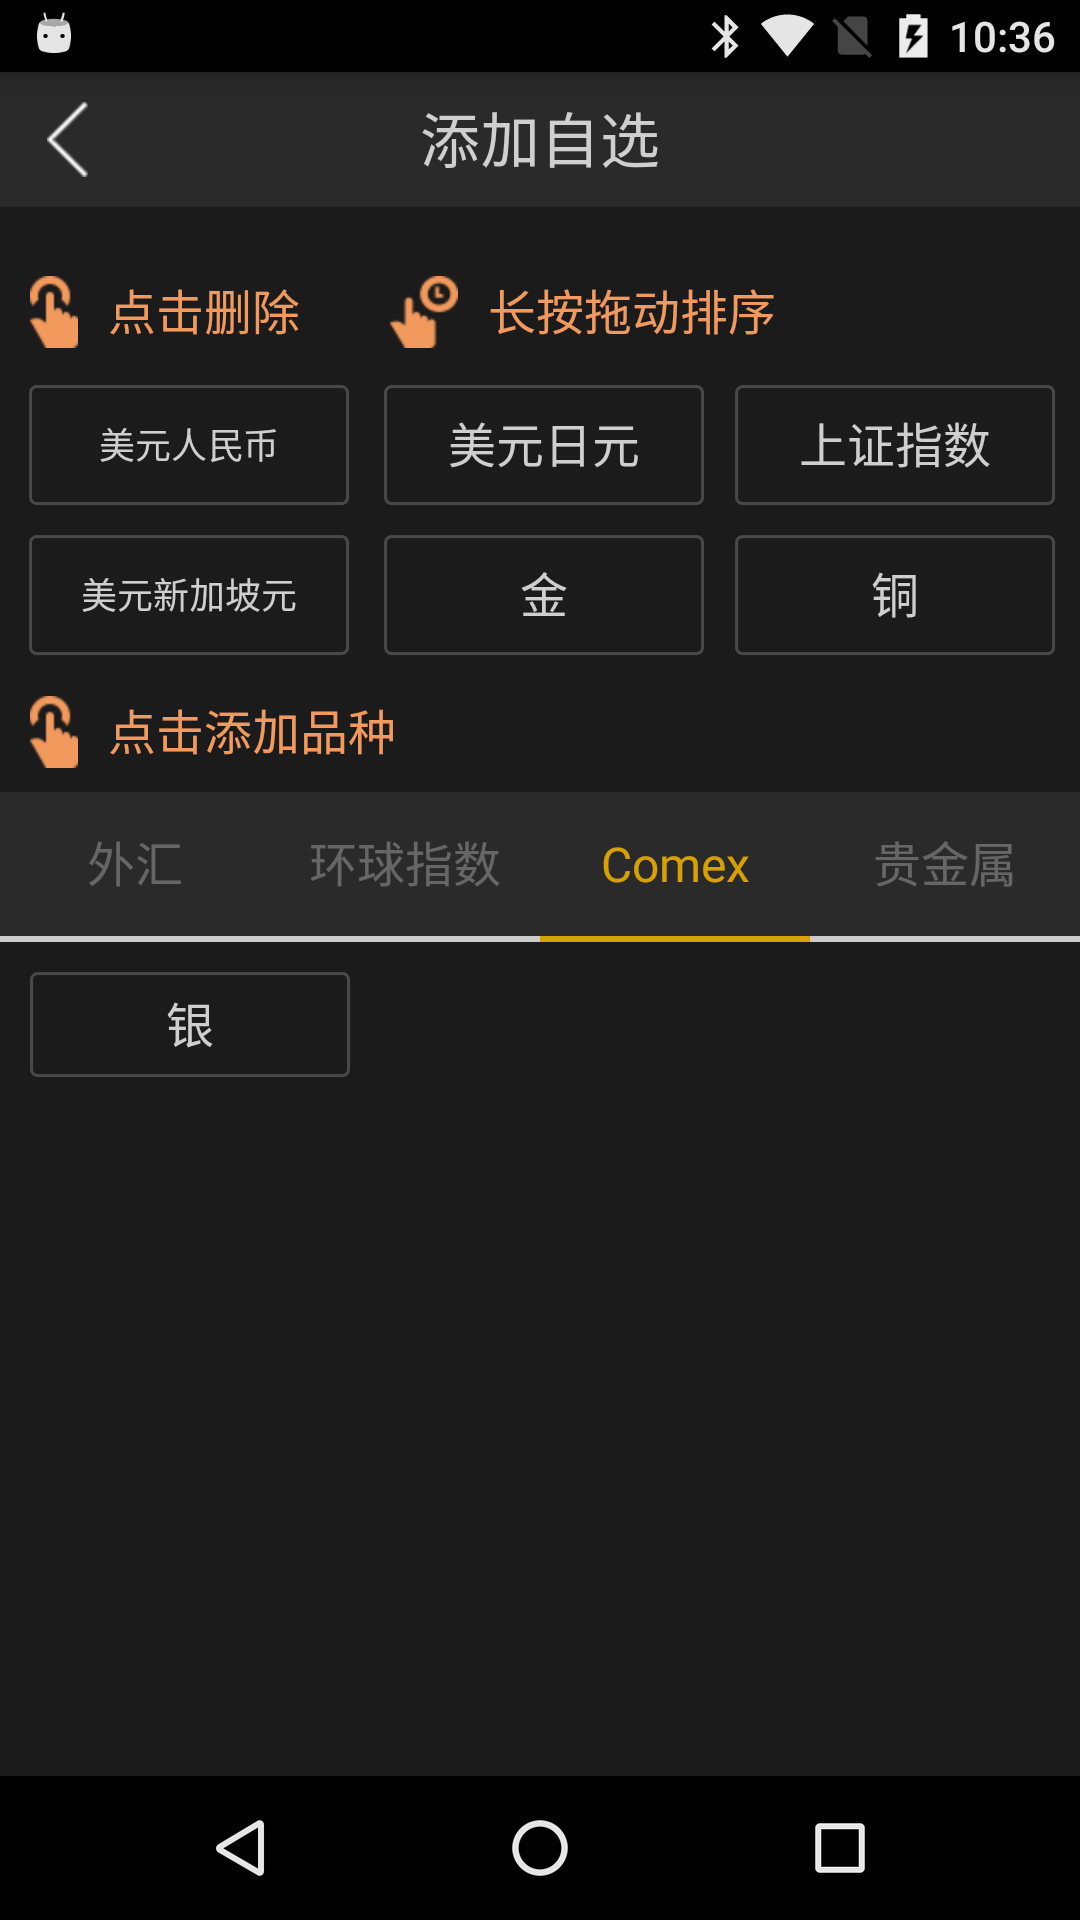 10:36
添加自选
点击删除 长按拖动排序
美元人民币 美元日元 上证指数
美元新加坡元 金 铜
点击添加品种
外汇 环球指数 Comex 贵金属
银